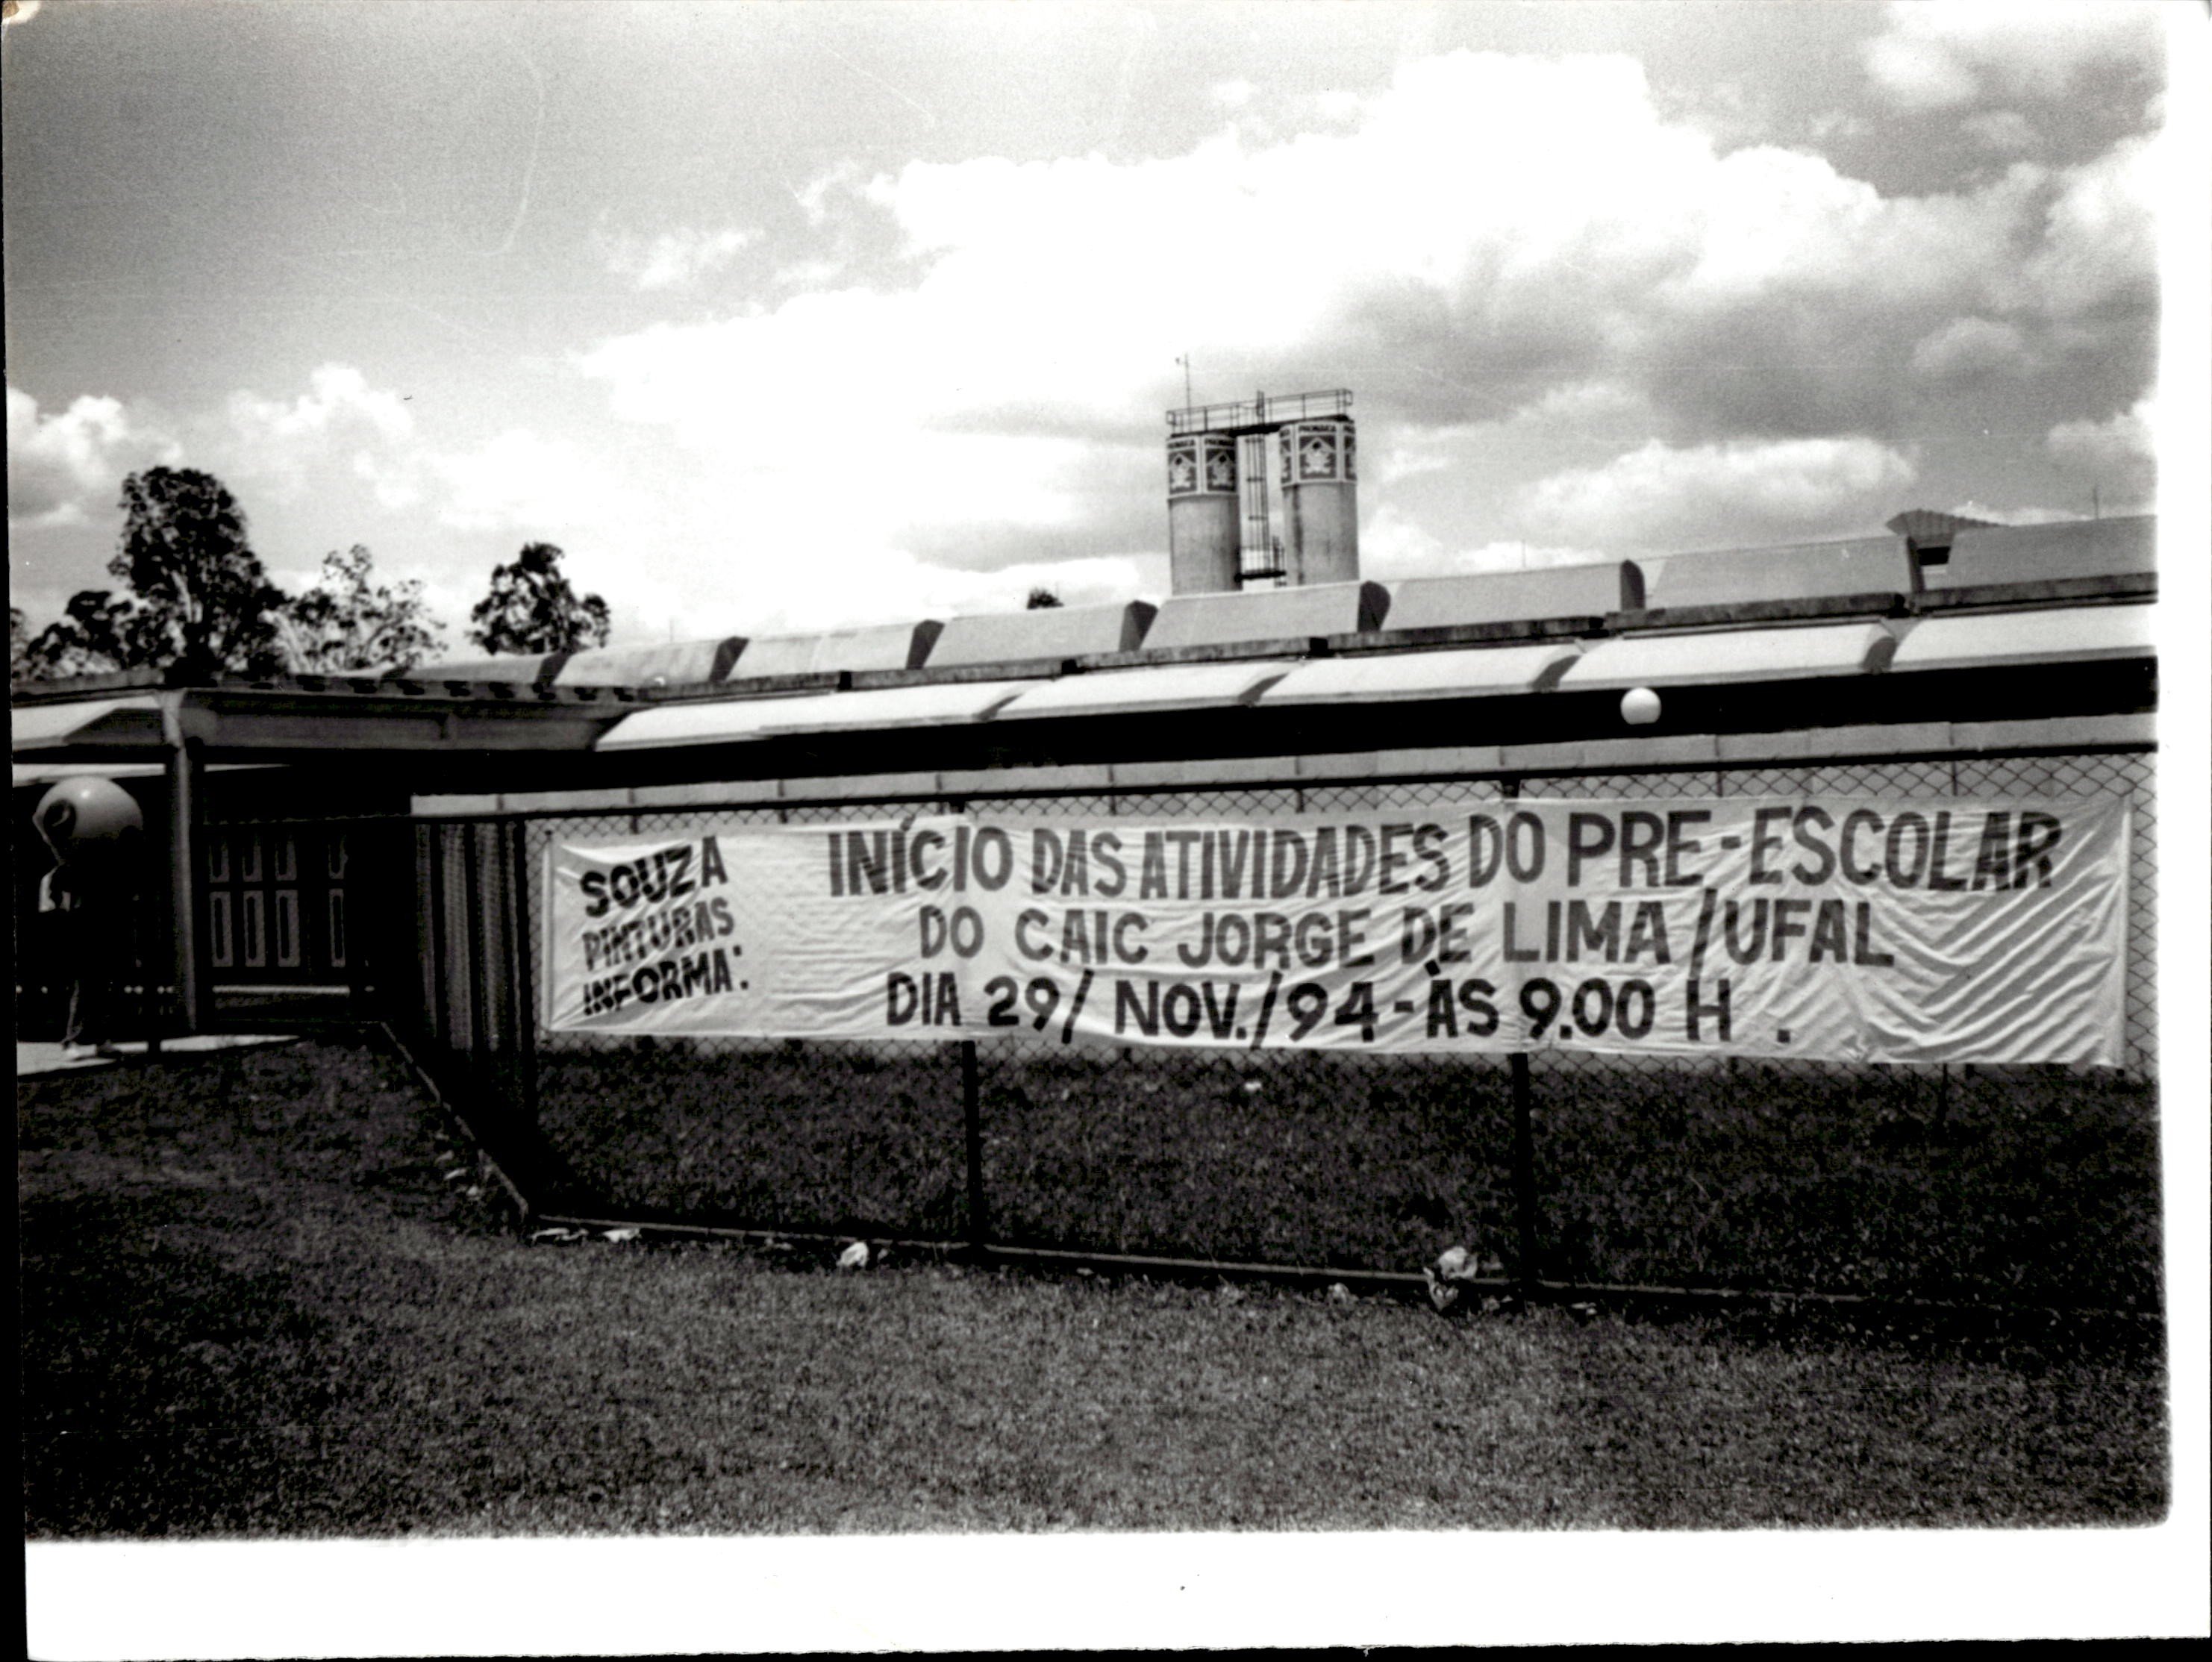 SOUZA
PINTURAS
INFORMA:
INÍCIO DAS ATIVIDADES DO PRE-ESCOLAR
DO CAIC JORGE DE LIMA/UFAL
DIA 29/NOV./94-ÀS 9.00 H.